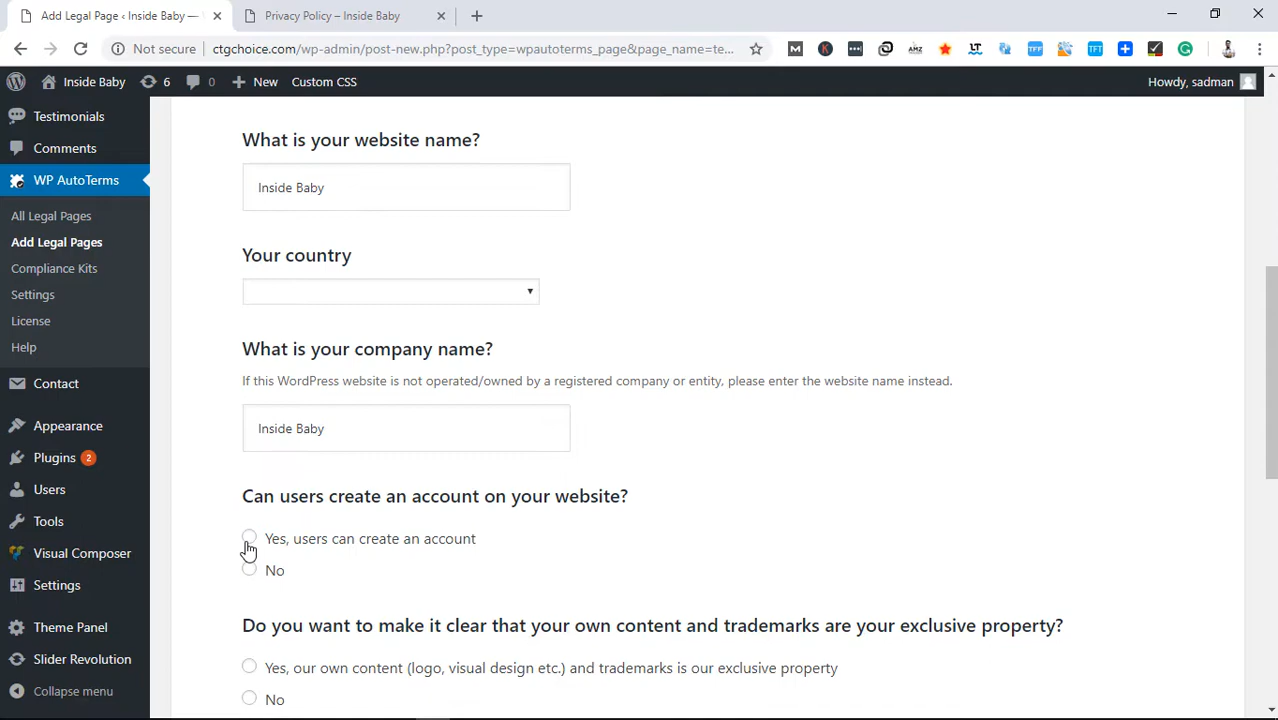 Add Legal Page ‹ Inside Baby —
Privacy Policy – Inside Baby
Not secure
ctgchoice.com/wp-admin/post-new.php?post_type=wpautoterms_page&page_name=te...
Inside Baby
6
0
New
Custom CSS
Howdy, sadman
Testimonials
Comments
WP AutoTerms
All Legal Pages
Add Legal Pages
Compliance Kits
Settings
License
Help
Contact
Appearance
Plugins 2
Users
Tools
Visual Composer
Settings
Theme Panel
Slider Revolution
Collapse menu
What is your website name?
Inside Baby
Your country
What is your company name?
If this WordPress website is not operated/owned by a registered company or entity, please enter the website name instead.
Inside Baby
Can users create an account on your website?
Yes, users can create an account
No
Do you want to make it clear that your own content and trademarks are your exclusive property?
Yes, our own content (logo, visual design etc.) and trademarks is our exclusive property
No